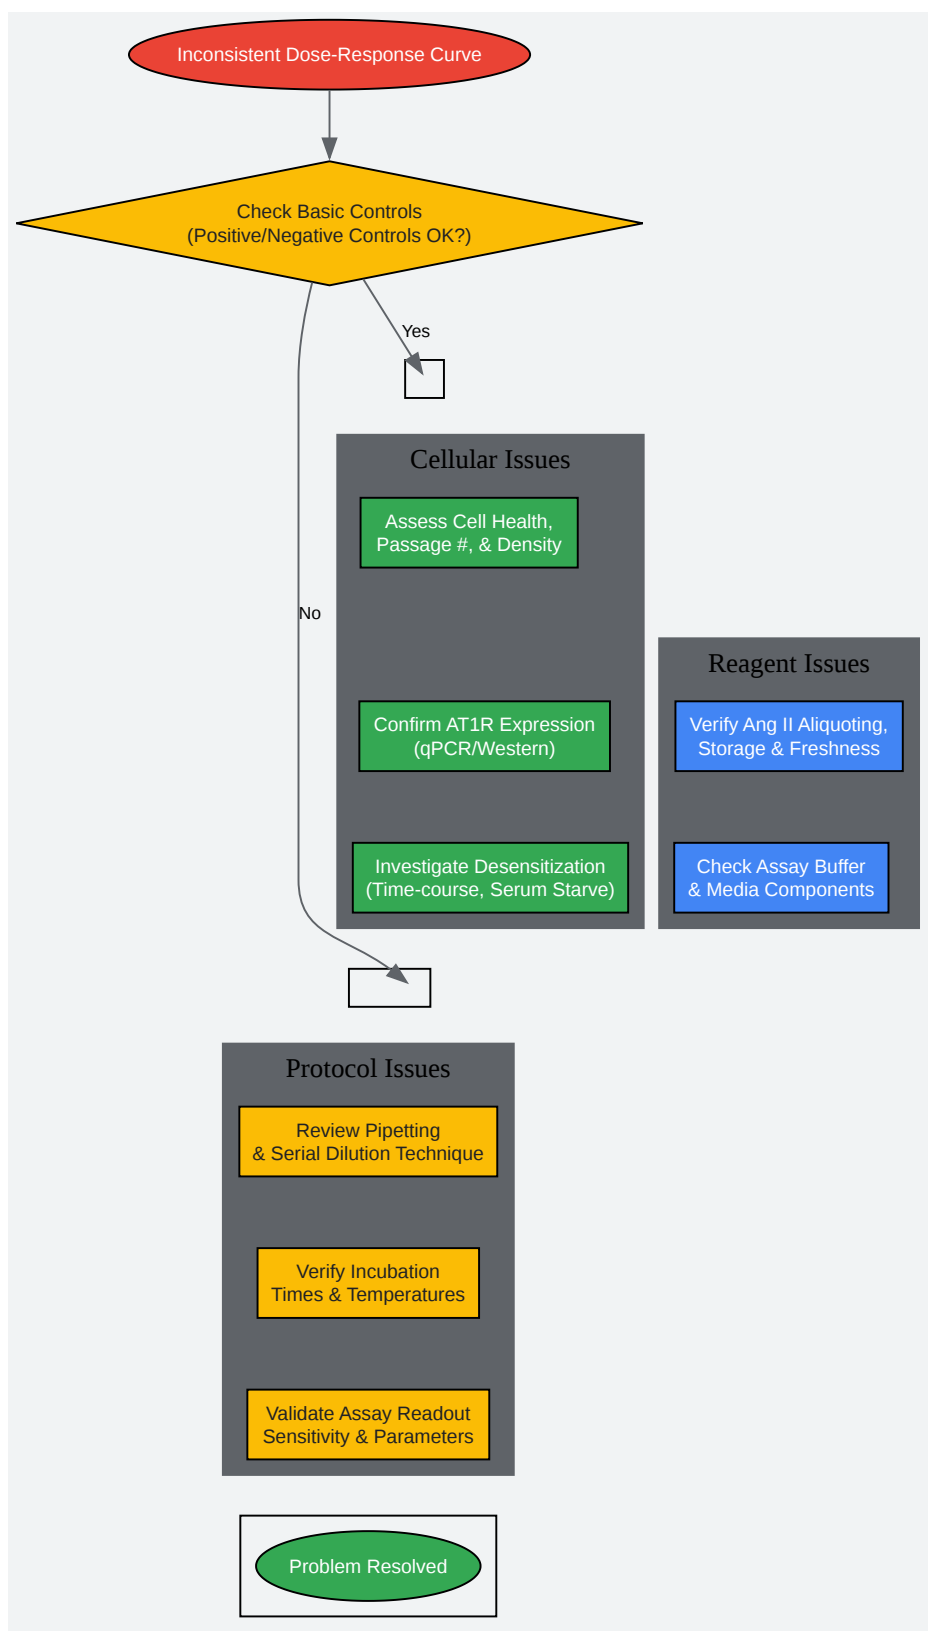 Inconsistent Dose-Response Curve
Check Basic Controls
(Positive/Negative Controls OK?)
Yes
No
Cellular Issues
Assess Cell Health,
Passage #, & Density
Confirm AT1R Expression
(qPCR/Western)
Investigate Desensitization
(Time-course, Serum Starve)
Reagent Issues
Verify Ang II Aliquoting,
Storage & Freshness
Check Assay Buffer
& Media Components
Protocol Issues
Review Pipetting
& Serial Dilution Technique
Verify Incubation
Times & Temperatures
Validate Assay Readout
Sensitivity & Parameters
Problem Resolved